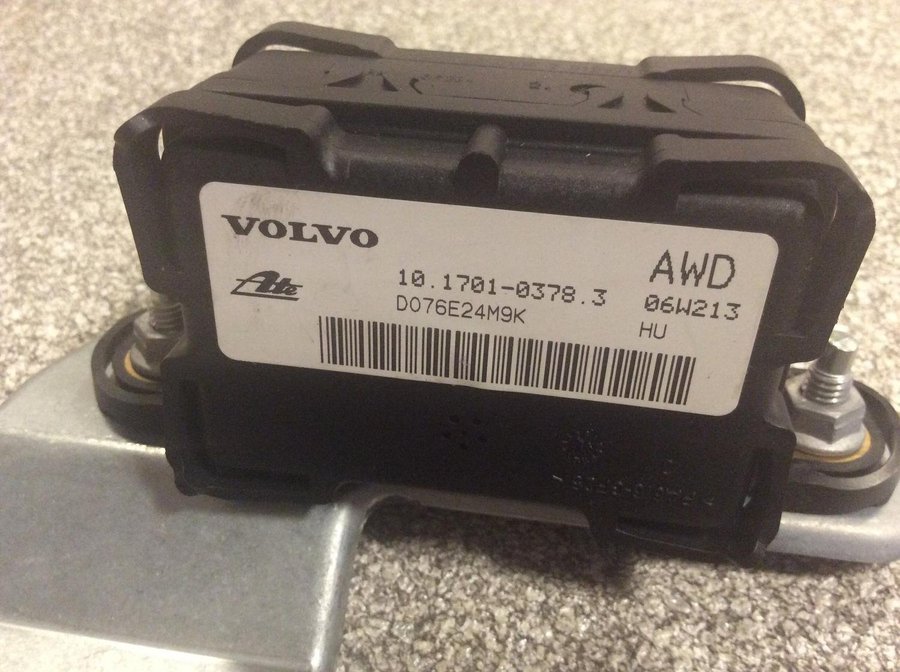 VOLVO
Ate
10.1701-0378.3
D076E24M9K
AWD
06W213
HU